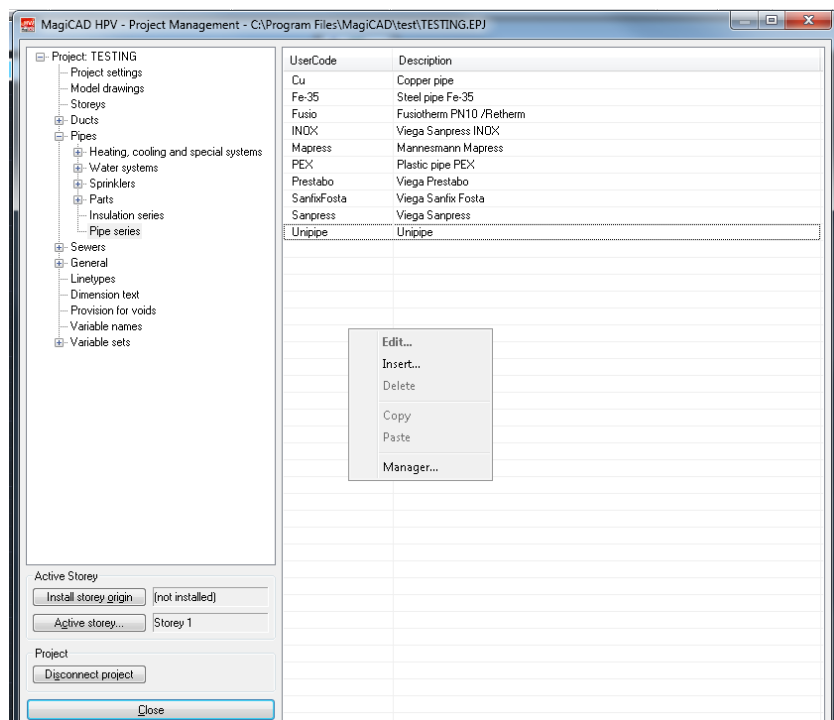 MagiCAD HPV - Project Management - C:\Program Files\MagiCAD\test\TESTING.EPJ
Project: TESTING
Project settings
Model drawings
Storeys
Ducts
Pipes
Heating, cooling and special systems
Water systems
Sprinklers
Parts
Insulation series
Pipe series
Sewers
General
Linetypes
Dimension text
Provision for voids
Variable names
Variable sets
UserCode Description
Cu Copper pipe
Fe-35 Steel pipe Fe-35
Fusio Fusiotherm PN10 /Retherm
INOX Viega Sanpress INOX
Mapress Mannesmann Mapress
PEX Plastic pipe PEX
Prestabo Viega Prestabo
SanfixFosta Viega Sanfix Fosta
Sanpress Viega Sanpress
Unipipe Unipipe
Edit...
Insert...
Delete
Copy
Paste
Manager...
Active Storey
Install storey origin (not installed)
Active storey... Storey 1
Project
Disconnect project
Close